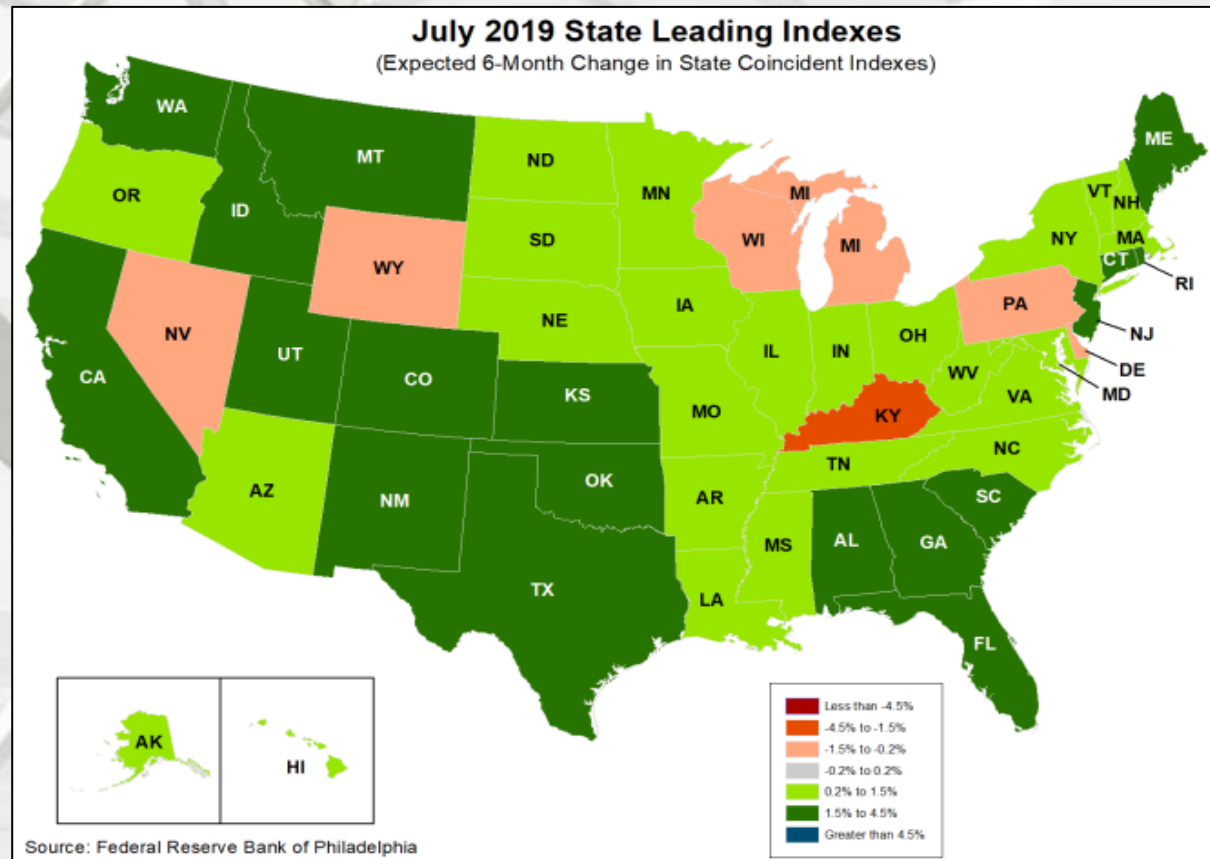 July 2019 State Leading Indexes
(Expected 6-Month Change in State Coincident Indexes)
WA
MT
ND
MN
ME
OR
ID
SD
WI
MI
MI
VT
NH
NY
MA
CT
RI
WY
NV
NE
IA
PA
NJ
DE
MD
CA
UT
CO
KS
MO
IL
IN
OH
WV
VA
KY
NC
TN
AZ
NM
OK
AR
SC
MS
AL
GA
TX
LA
FL
AK
HI
Less than -4.5%
-4.5% to -1.5%
-1.5% to -0.2%
-0.2% to 0.2%
0.2% to 1.5%
1.5% to 4.5%
Greater than 4.5%
Source: Federal Reserve Bank of Philadelphia